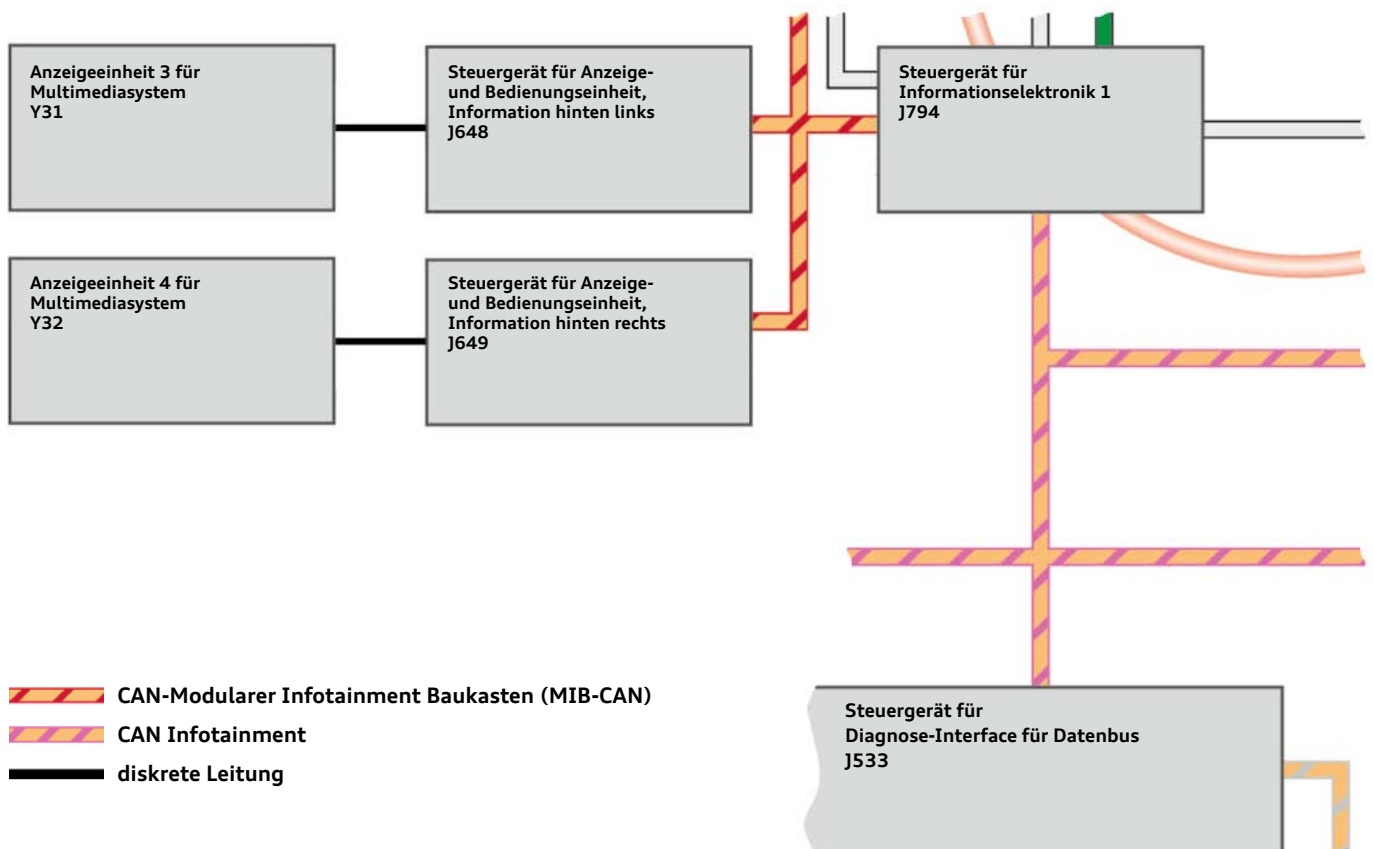 Anzeigeeinheit 3 für
Multimediasystem
Y31
Steuergerät für Anzeige-
und Bedienungseinheit,
Information hinten links
J648
Steuergerät für
Informationselektronik 1
J794
Anzeigeeinheit 4 für
Multimediasystem
Y32
Steuergerät für Anzeige-
und Bedienungseinheit,
Information hinten rechts
J649
CAN-Modularer Infotainment Baukasten (MIB-CAN)
CAN Infotainment
diskrete Leitung
Steuergerät für
Diagnose-Interface für Datenbus
J533